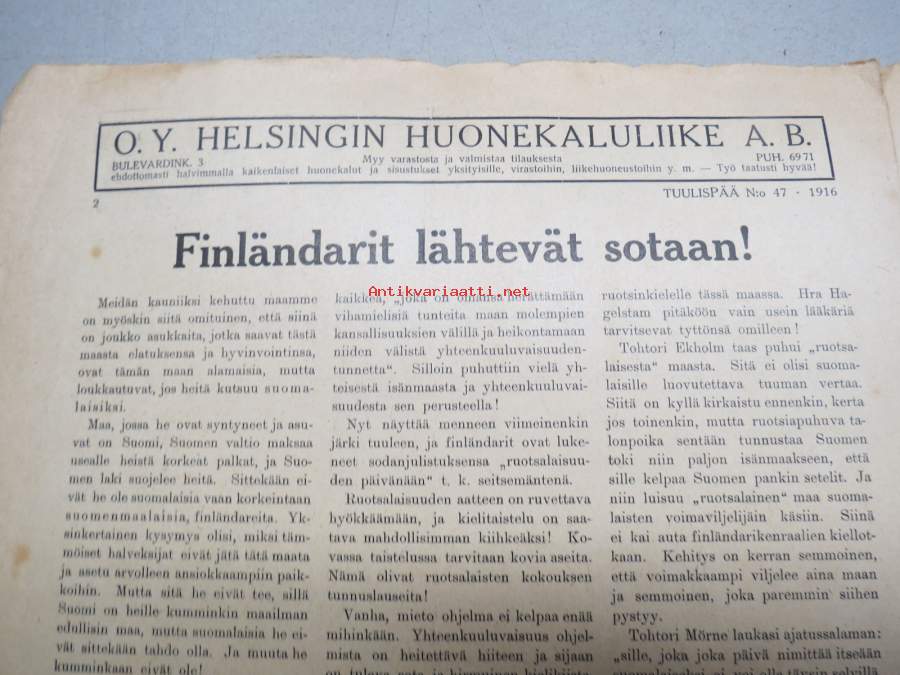 O. Y. HELSINGIN HUONEKALULIIKE A. B.
BULEVARDINK. 3
Myy varastosta ja valmistaa tilauksesta
PUH. 6971
ehdottomasti halvimmalla kaikenlaiset huonekalut ja sisustukset yksityisille, virastoihin, liikehuoneustoihin y. m. — Työ taatusti hyvää!
2
TUULISPÄÄ N:o 47 - 1916
Finländarit lähtevät sotaan!
Antikvariaatti.net
Meidän kauniiksi kehuttu maamme
on myöskin siitä omituinen, että siinä
on joukko asukkaita, jotka saavat tästä
maasta elatuksensa ja hyvinvointinsa,
ovat tämän maan alamaisia, mutta
loukkautuvat, jos heitä kutsuu suoma-
laisiksi.
Maa, jossa he ovat syntyneet ja asu-
vat on Suomi, Suomen valtio maksaa
usealle heistä korkeat palkat, ja Suo-
men laki suojelee heitä. Sittekään ei-
vät he ole suomalaisia vaan korkeintaan
suomenmaalaisia, finländareita. Yk-
sinkertainen kysymys olisi, miksi täm-
möiset halveksijat eivät jätä tätä maata
ja asetu arvolleen ansiokkaampiin paik-
koihin. Mutta sitä he eivät tee, sillä
Suomi on heille kumminkin maailman
edullisin maa, mutta suomalaisia he ei-
vät sittekään tahdo olla. Ja muuta he
kumminkaan eivät ole!
kaikkea, „joka on omansa herättämään
vihamielisiä tunteita maan molempien
kansallisuuksien välillä ja heikontamaan
niiden välistä yhteenkuuluvaisuuden-
tunnetta“. Silloin puhuttiin vielä yh-
teisestä isänmaasta ja yhteenkuuluvai-
suudesta sen perusteella!
Nyt näyttää menneen viimeinenkin
järki tuuleen, ja finländarit ovat luke-
neet sodanjulistuksensa „ruotsalaisuu-
den päivänään“ t. k. seitsemäntenä.
Ruotsalaisuuden aatteen on ruvettava
hyökkäämään, ja kielitaistelu on saa-
tava mahdollisimman kiihkeäksi! Ko-
vassa taistelussa tarvitaan kovia aseita.
Nämä olivat ruotsalaisten kokouksen
tunnuslauseita!
Vanha, mieto ohjelma ei kelpaa enää
mihinkään. Yhteenkuuluvaisuus ohjel-
mista on heitettävä hiiteen ja sijaan
on tuleva sota ja
ruotsinkielelle tässä maassa. Hra Ha-
gelstam pitäköön vain usein lääkäriä
tarvitsevat tyttönsä omilleen!
Tohtori Ekholm taas puhui „ruotsa-
laisesta“ maasta. Sitä ei olisi suoma-
laisille luovutettava tuuman vertaa.
Siitä on kyllä kirkaistu ennenkin, kerta
jos toinenkin, mutta ruotsiapuhuva ta-
lonpoika sentään tunnustaa Suomen
toki niin paljon isänmaakseen, että
sille kelpaa Suomen pankin setelit. Ja
niin luisuu „ruotsalainen“ maa suoma-
laisten voimaviljelijäin käsiin. Siinä
ei kai auta finländarikenraalien kiellot-
kaan. Kehitys on kerran semmoinen,
että voimakkaampi viljelee aina maan
ja semmoinen, joka paremmin siihen
pystyy.
Tohtori Mörne laukasi ajatussalaman:
„sille, joka joka päivä nimittää itseään
suomalaiseksi ei voi olla täysin selvillä